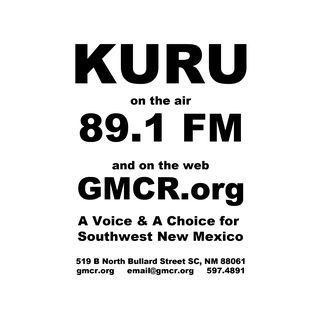 KURU
on the air
89.1 FM
and on the web
GMCR.org
A Voice & A Choice for
Southwest New Mexico
519 B North Bullard Street SC, NM 88061
gmcr.org email@gmcr.org 597.4891